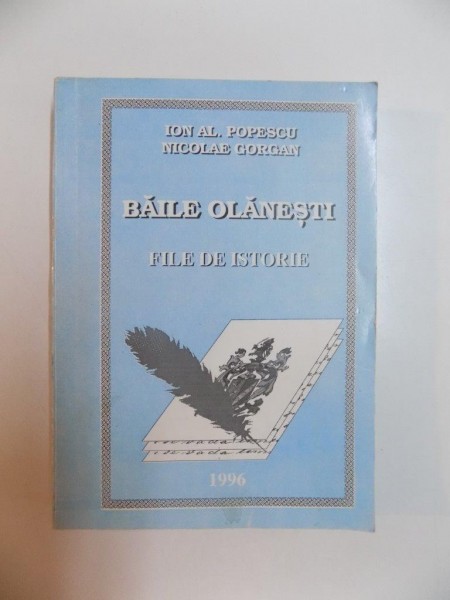 ION AL. POPESCU
NICOLAE GORGAN
BĂILE OLĂNEȘTI
FILE DE ISTORIE
1996